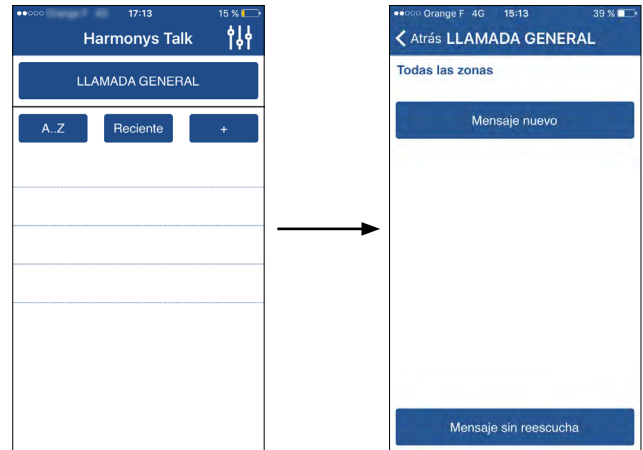 17:13
15 %
Harmonys Talk
LLAMADA GENERAL
A..Z
Reciente
+
Orange F 4G 15:13 39 %
Atrás LLAMADA GENERAL
Todas las zonas
Mensaje nuevo
Mensaje sin reescucha